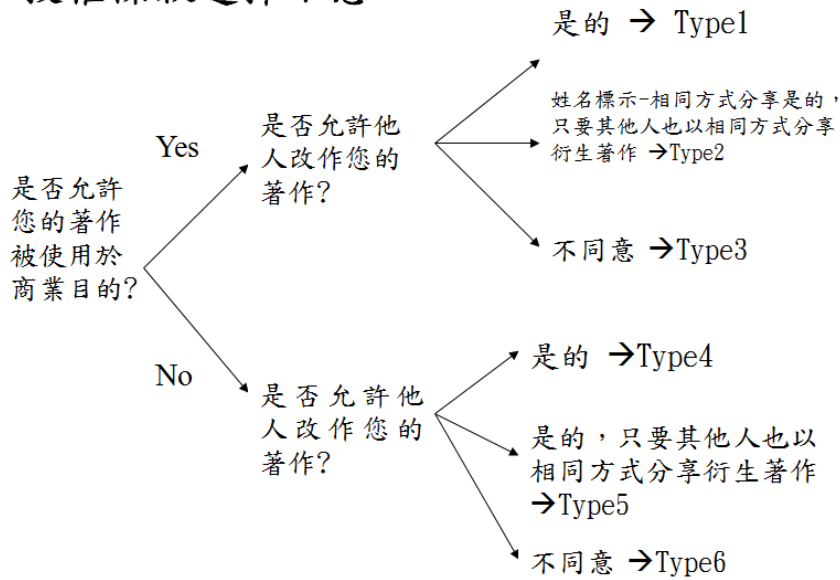 是的 → Type1
姓名標示-相同方式分享是的，
只要其他人也以相同方式分享
衍生著作 →Type2
不同意 →Type3
Yes
是否允許他
人改作您的
著作?
是否允許
您的著作
被使用於
商業目的?
No
是否允許他
人改作您的
著作?
是的 →Type4
是的，只要其他人也以
相同方式分享衍生著作
→Type5
不同意 →Type6